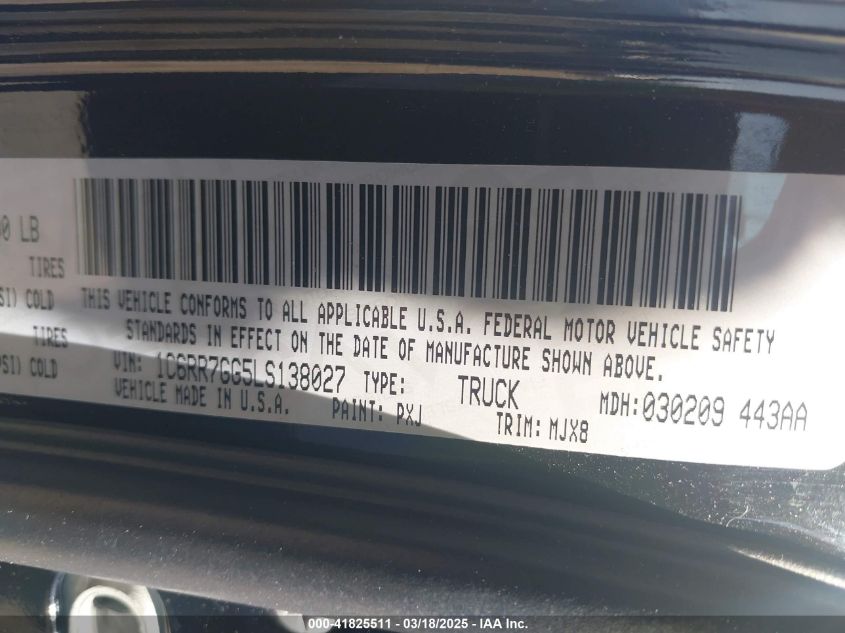 00 LB
TIRES
SI) COLD
THIS VEHICLE CONFORMS TO ALL APPLICABLE U.S.A. FEDERAL MOTOR VEHICLE SAFETY
STANDARDS IN EFFECT ON THE DATE OF MANUFACTURE SHOWN ABOVE.
TIRES
PSI) COLD
VIN: 1C6RR7GG5LS138027 TYPE: TRUCK MDH:030209 443AA
VEHICLE MADE IN U.S.A. PAINT: PXJ TRIM: MJX8
000-41825511 — 03/18/2025 — IAA Inc.